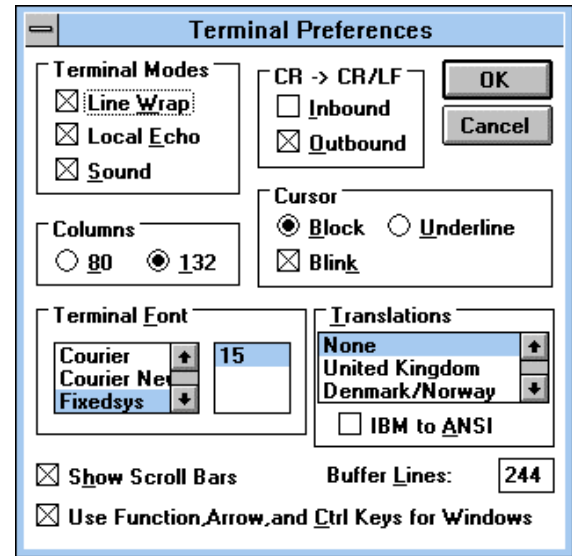 Terminal Preferences
Terminal Modes
Line Wrap
Local Echo
Sound
CR -> CR/LF
Inbound
Outbound
OK
Cancel
Columns
80
132
Cursor
Block
Underline
Blink
Terminal Font
Courier
Courier Ne
Fixedsys
15
Translations
None
United Kingdom
Denmark/Norway
IBM to ANSI
Show Scroll Bars
Buffer Lines: 244
Use Function,Arrow,and Ctrl Keys for Windows